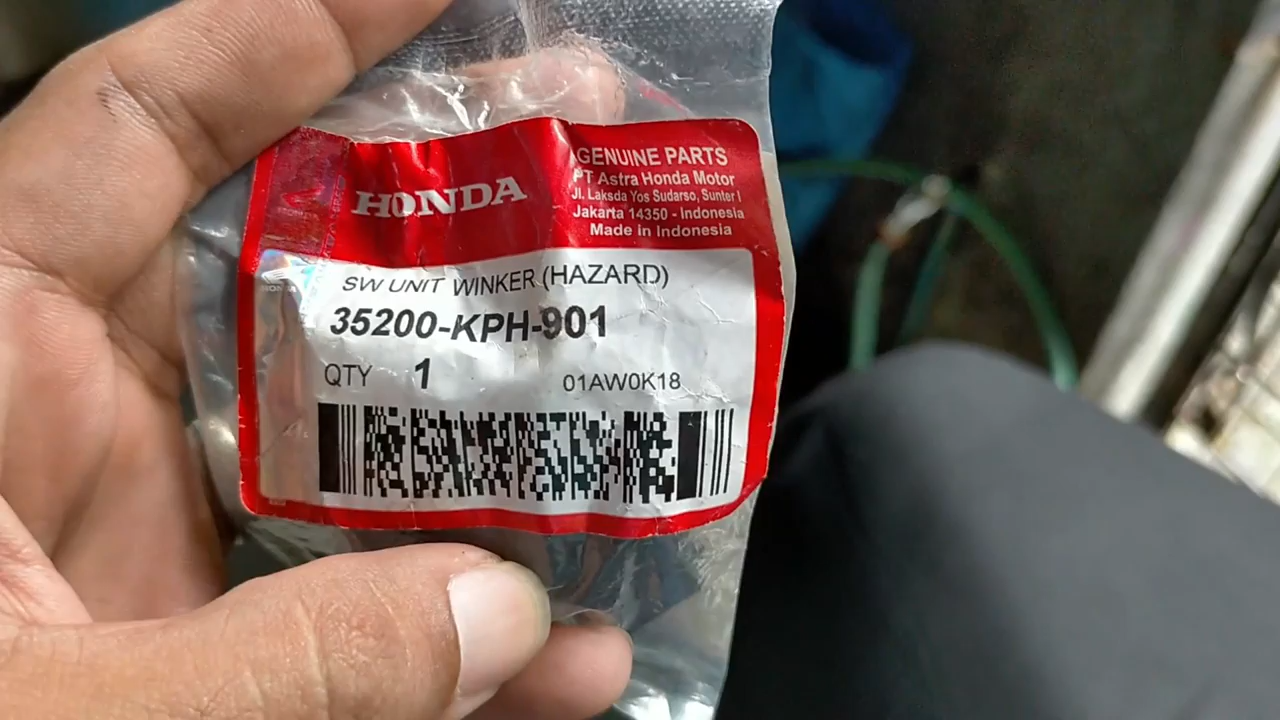 HONDA
GENUINE PARTS
PT Astra Honda Motor
Jl. Laksda Yos Sudarso, Sunter I
Jakarta 14350 - Indonesia
Made in Indonesia
SW UNIT WINKER (HAZARD)
35200-KPH-901
QTY 1
01AW0K18